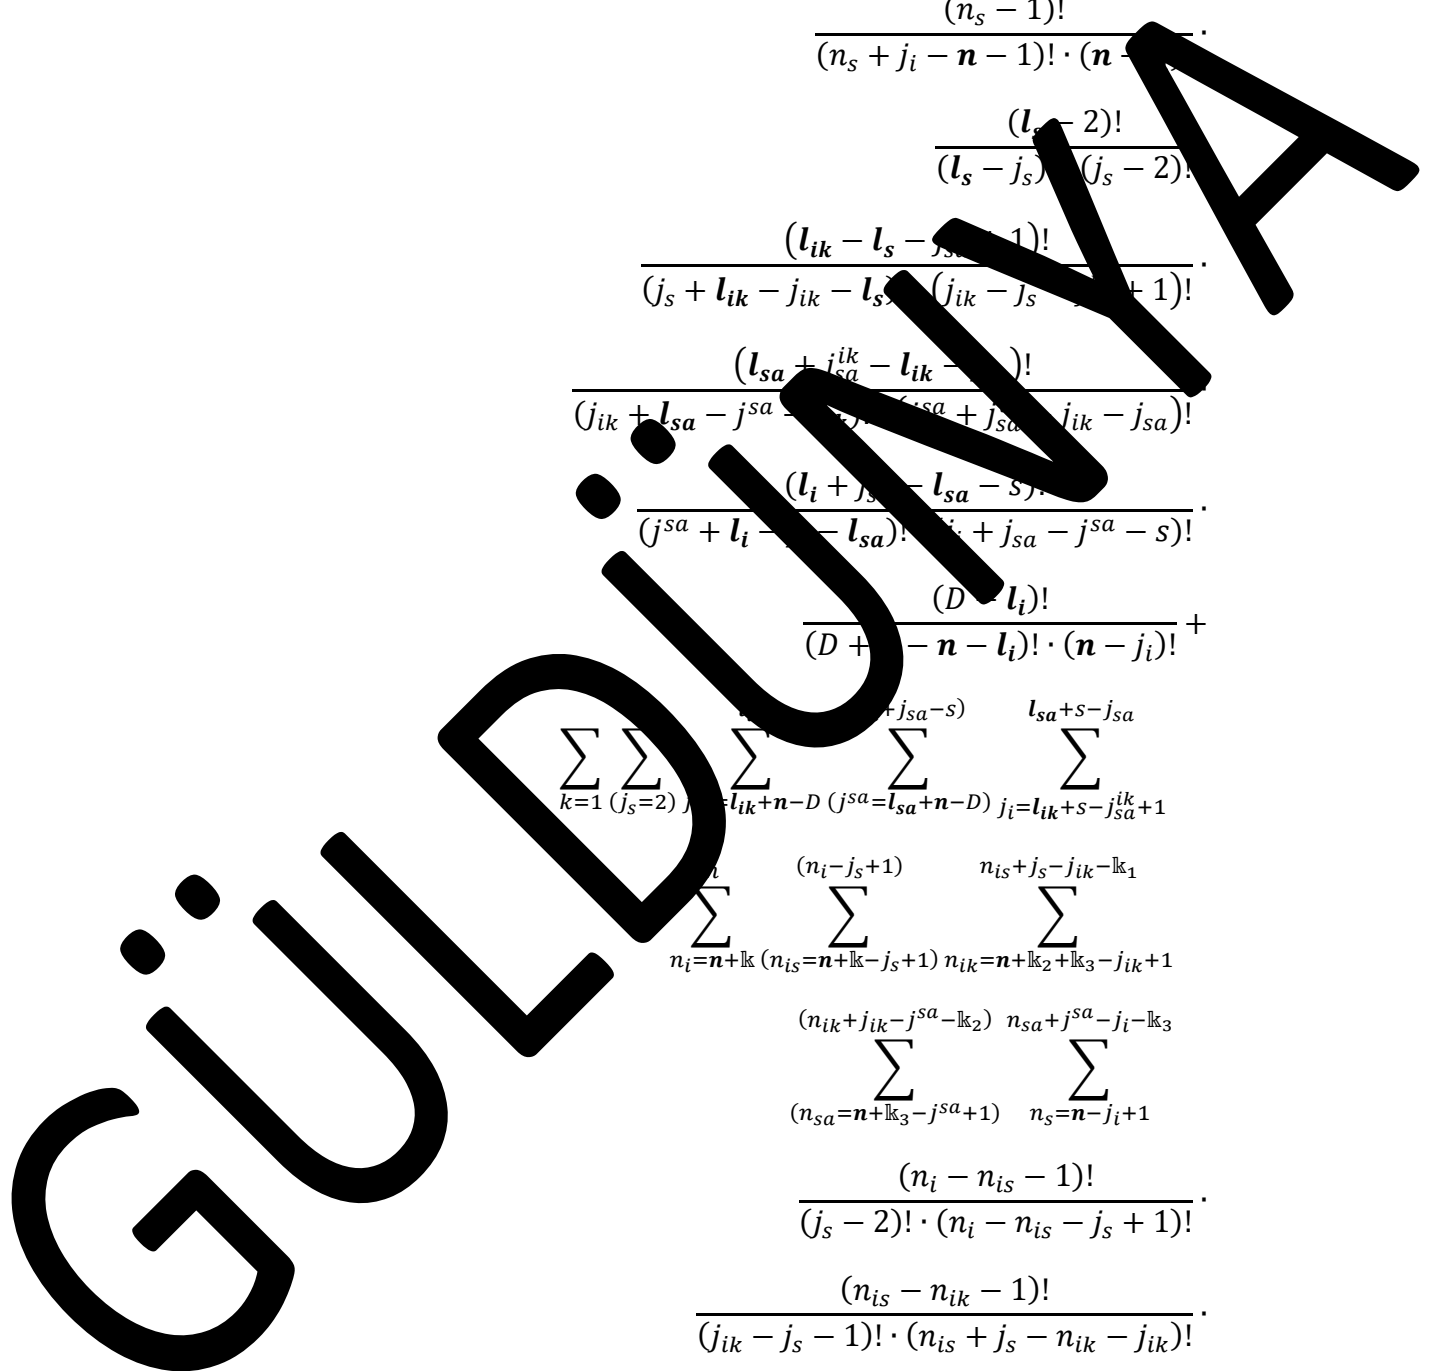 (n_s − 1)!
(n_s + j_i − n − 1)! · (n − ·
(l_s − 2)!
(l_s − j_s) (j_s − 2)!
(l_ik − l_s − 1)!
(j_s + l_ik − j_ik − l_s) (j_ik − j_s + 1)! ·
(l_sa + j_sa^ik − l_ik − )!
(j_ik + l_sa − j^sa − (j^sa + j_sa j_ik − j_sa)!
(l_i + j_s − l_sa − s)!
(j^sa + l_i − − l_sa)! + j_sa − j^sa − s)! ·
(D − l_i)!
(D + − n − l_i)! · (n − j_i)! +
+j_sa−s) l_sa+s−j_sa
∑ ∑ ∑ ∑ ∑
k=1 (j_s=2) =l_ik+n−D (j^sa=l_sa+n−D) j_i=l_ik+s−j_sa^ik+1
(n_i−j_s+1) n_is+j_s−j_ik−𝕜_1
∑ ∑ ∑
n_i=n+𝕜 (n_is=n+𝕜−j_s+1) n_ik=n+𝕜_2+𝕜_3−j_ik+1
(n_ik+j_ik−j^sa−𝕜_2) n_sa+j^sa−j_i−𝕜_3
∑ ∑
(n_sa=n+𝕜_3−j^sa+1) n_s=n−j_i+1
(n_i − n_is − 1)!
(j_s − 2)! · (n_i − n_is − j_s + 1)! ·
(n_is − n_ik − 1)!
(j_ik − j_s − 1)! · (n_is + j_s − n_ik − j_ik)! ·
GÜLDÜNYA